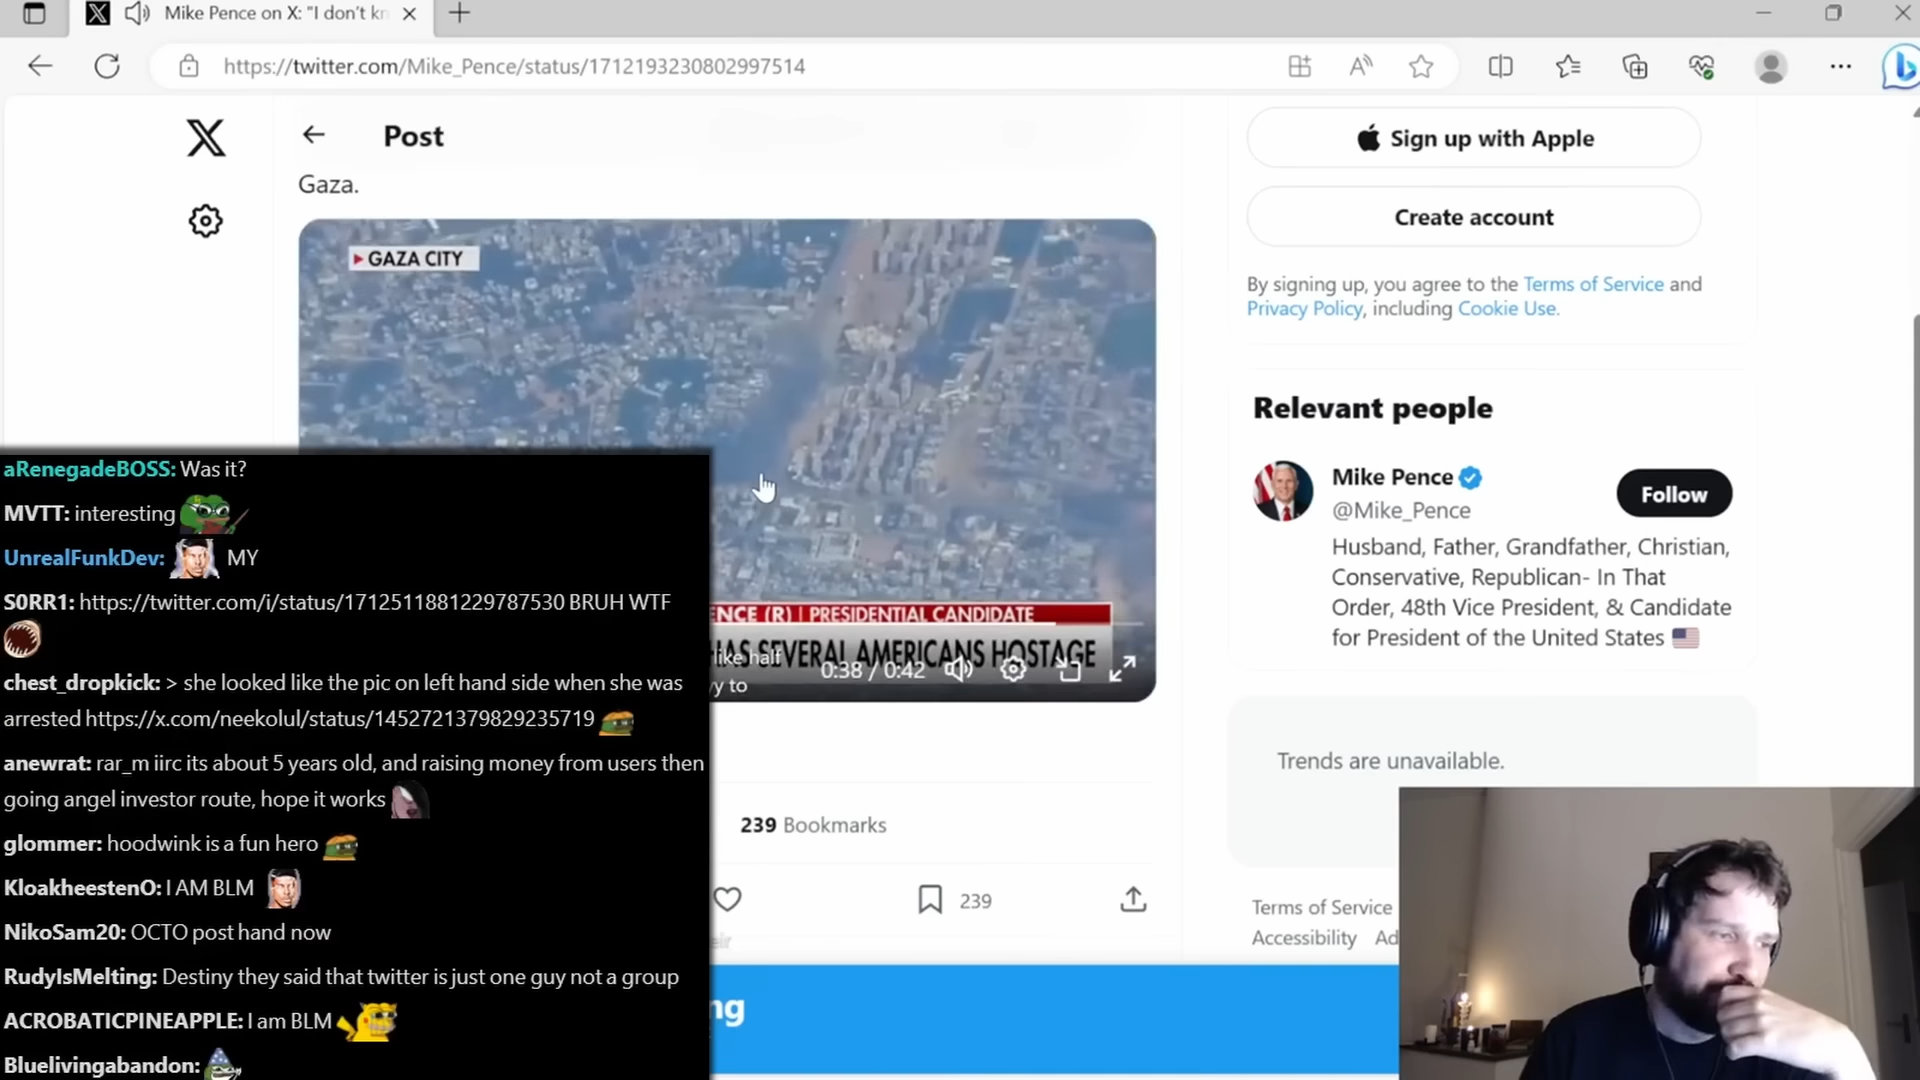 Mike Pence on X: "I don't kn
https://twitter.com/Mike_Pence/status/1712193230802997514
Post
Gaza.
GAZA CITY
ENCE (R) | PRESIDENTIAL CANDIDATE
HAS SEVERAL AMERICANS HOSTAGE
like half
y to
0:38 / 0:42
239 Bookmarks
239
Sign up with Apple
Create account
By signing up, you agree to the Terms of Service and
Privacy Policy, including Cookie Use.
Relevant people
Mike Pence
@Mike_Pence
Follow
Husband, Father, Grandfather, Christian,
Conservative, Republican- In That
Order, 48th Vice President, & Candidate
for President of the United States
Trends are unavailable.
Terms of Service
Accessibility Ad
ng
aRenegadeBOSS: Was it?
MVTT: interesting
UnrealFunkDev: MY
S0RR1: https://twitter.com/i/status/1712511881229787530 BRUH WTF
chest_dropkick: > she looked like the pic on left hand side when she was
arrested https://x.com/neekolul/status/1452721379829235719
anewrat: rar_m iirc its about 5 years old, and raising money from users then
going angel investor route, hope it works
glommer: hoodwink is a fun hero
KloakheestenO: I AM BLM
NikoSam20: OCTO post hand now
RudyIsMelting: Destiny they said that twitter is just one guy not a group
ACROBATICPINEAPPLE: I am BLM
Bluelivingabandon: